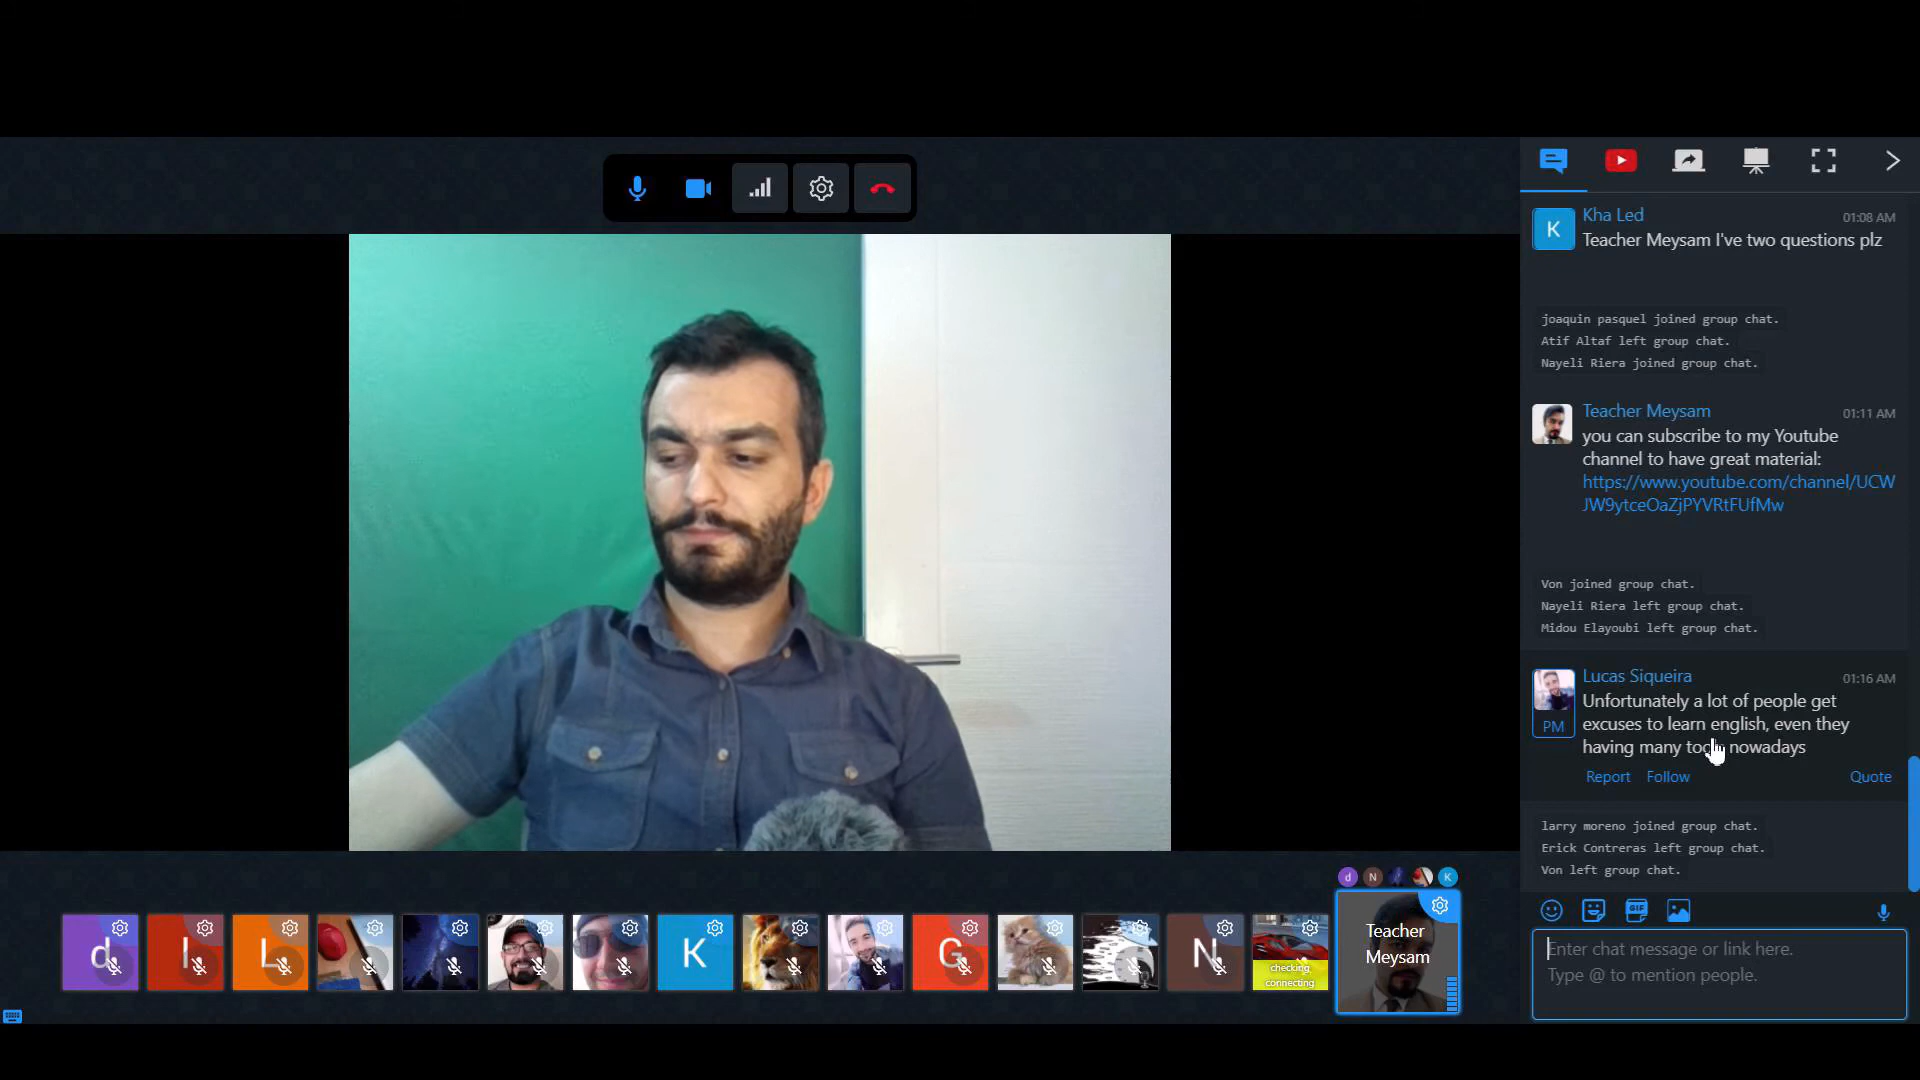 Kha Led 01:08 AM
K
Teacher Meysam I've two questions plz
joaquin pasquel joined group chat.
Atif Altaf left group chat.
Nayeli Riera joined group chat.
Teacher Meysam 01:11 AM
you can subscribe to my Youtube
channel to have great material:
https://www.youtube.com/channel/UCW
JW9ytceOaZjPYVRtFUfMw
Von joined group chat.
Nayeli Riera left group chat.
Midou Elayoubi left group chat.
Lucas Siqueira 01:16 AM
PM
Unfortunately a lot of people get
excuses to learn english, even they
having many nowadays
Report Follow Quote
larry moreno joined group chat.
Erick Contreras left group chat.
Von left group chat.
GIF
Enter chat message or link here.
Type @ to mention people.
d N K
d I L K G N
checking
connecting
Teacher
Meysam